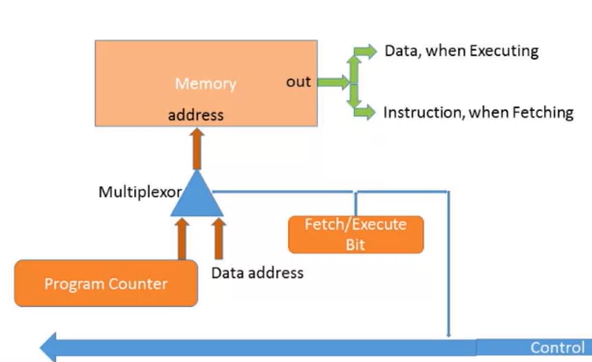 Data, when Executing
Memory
out
address
Instruction, when Fetching
Multiplexor
Fetch/Execute
Bit
Data address
Program Counter
Control